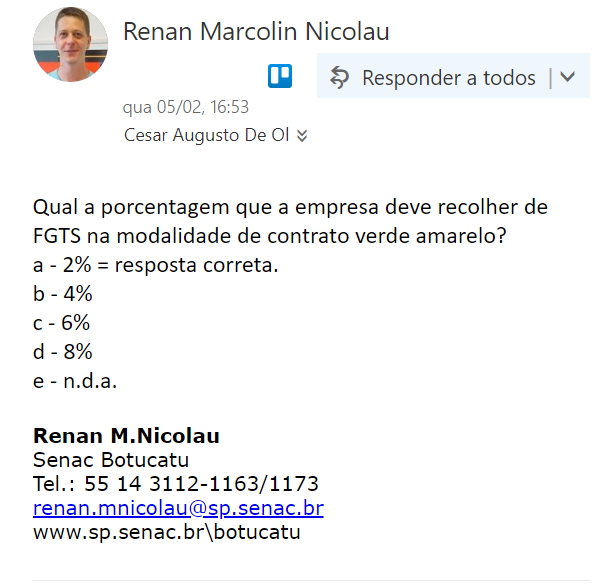 Renan Marcolin Nicolau
Responder a todos
qua 05/02, 16:53
Cesar Augusto De Ol
Qual a porcentagem que a empresa deve recolher de
FGTS na modalidade de contrato verde amarelo?
a - 2% = resposta correta.
b - 4%
c - 6%
d - 8%
e - n.d.a.
Renan M.Nicolau
Senac Botucatu
Tel.: 55 14 3112-1163/1173
renan.mnicolau@sp.senac.br
www.sp.senac.br\botucatu